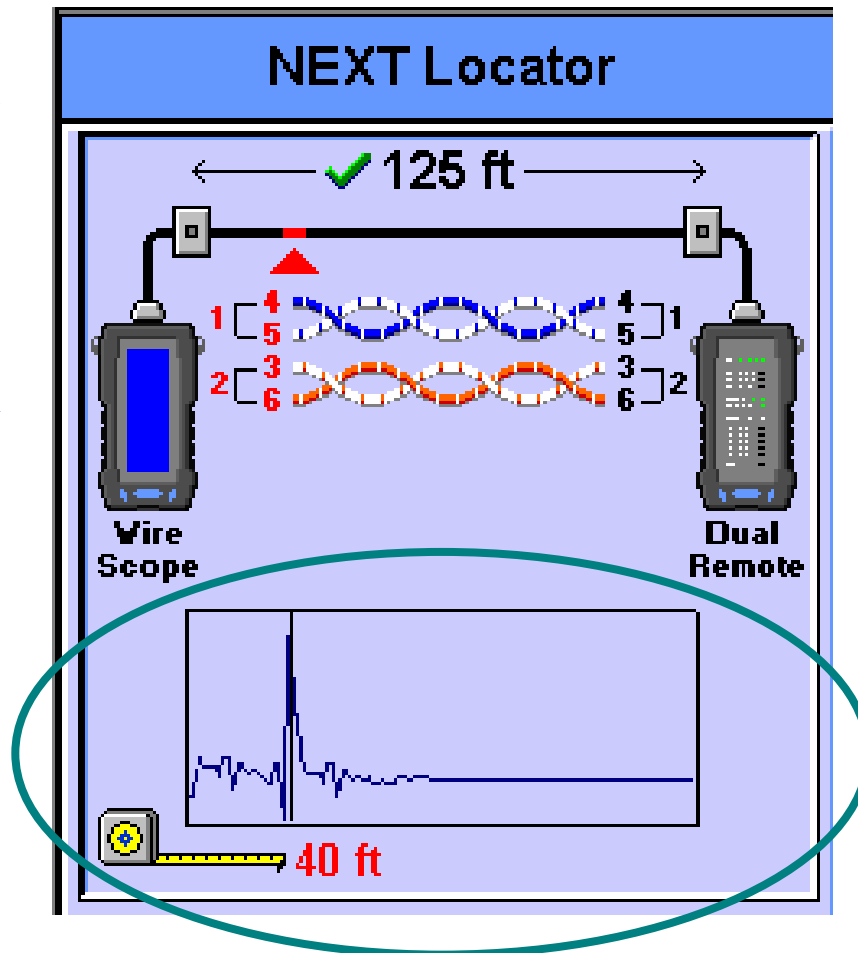 NEXT Locator
125 ft
1 4 4 1
5 5
2 3 3 2
6 6
Wire Scope
Dual Remote
40 ft